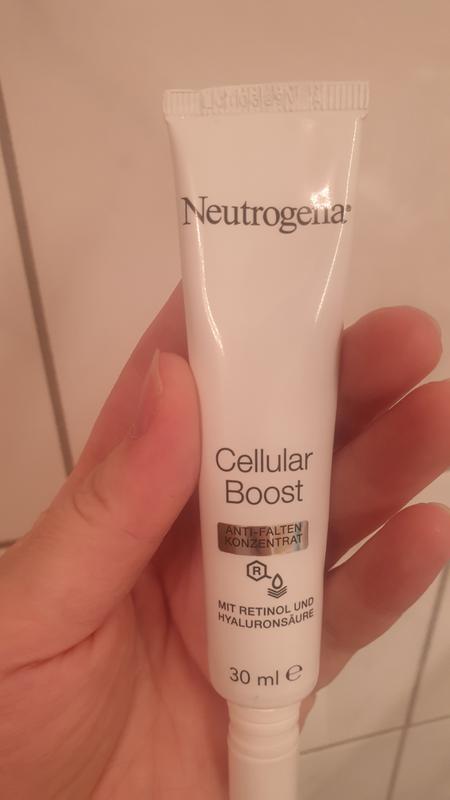 Neutrogena®
Cellular
Boost
ANTI-FALTEN
KONZENTRAT
R
MIT RETINOL UND
HYALURONSÄURE
30 ml ℮